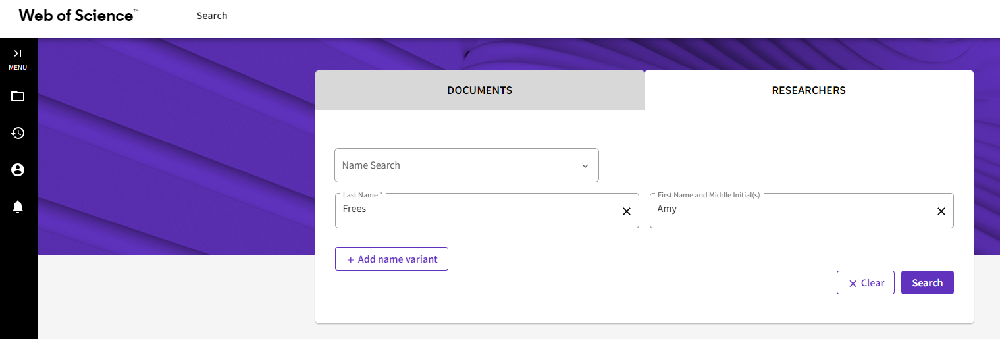 Web of Science™
Search
MENU
DOCUMENTS
RESEARCHERS
Name Search
Last Name *
Frees
First Name and Middle Initial(s)
Amy
+ Add name variant
Clear
Search